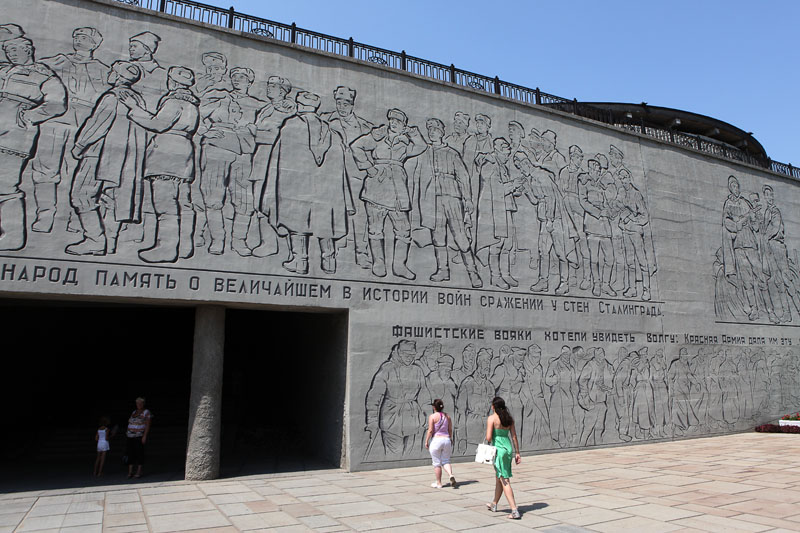 НАРОД ПАМЯТЬ О ВЕЛИЧАЙШЕМ В ИСТОРИИ ВОЙН СРАЖЕНИИ У СТЕН СТАЛИНГРАДА.
ФАШИСТСКИЕ ВОЯКИ ХОТЕЛИ УВИДЕТЬ ВОЛГУ: КРАСНАЯ АРМИЯ ДАЛА ИМ ЭТУ